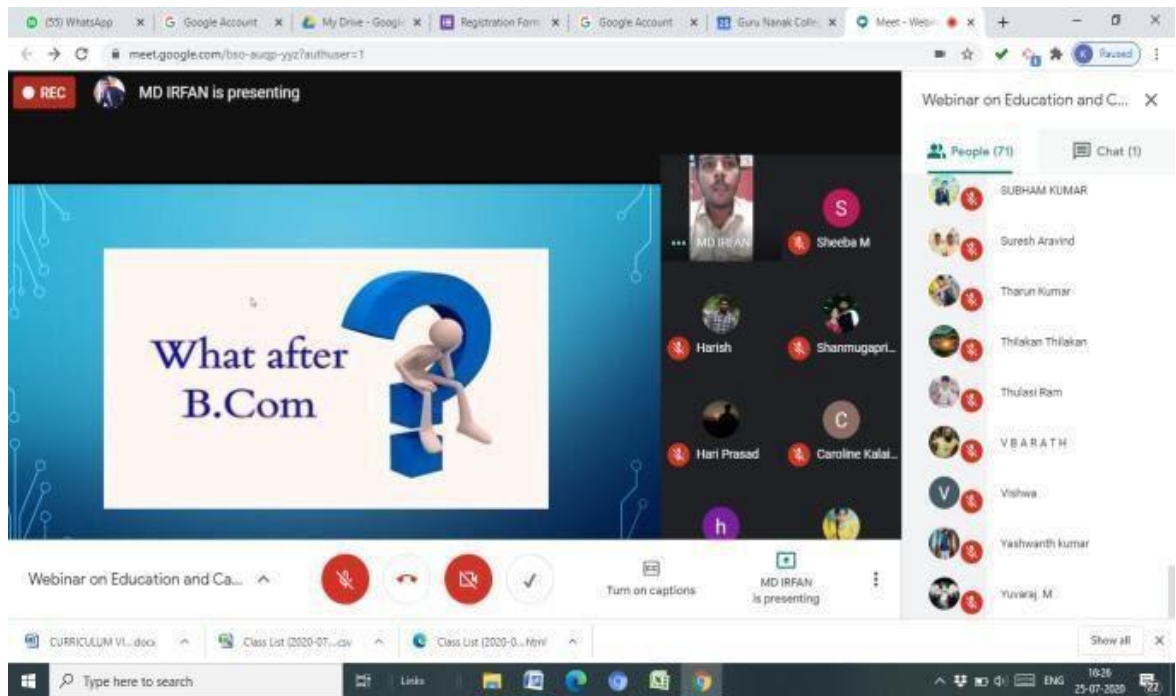 (55) WhatsApp
Google Account
My Drive - Googl
Registration Form
Google Account
Guru Nanak Colle
Meet - Webin
meet.google.com/bso-auqp-yyz?authuser=1
Paused
REC
MD IRFAN is presenting
Webinar on Education and C...
People (71)
Chat (1)
What after
B.Com
MD IRFAN
S
Sheeba M
Harish
Shanmugapri...
Hari Prasad
C
Caroline Kalai...
h
SUBHAM KUMAR
Suresh Aravind
Tharun Kumar
Thilakan Thilakan
Thulasi Ram
V B A R A T H
V
Vishwa
Yashwanth kumar
Yuvaraj. M
Webinar on Education and Ca...
Turn on captions
MD IRFAN
is presenting
CURRICULUM VI....docx
Class List (2020-07....csv
Class List (2020-0....html
Show all
Type here to search
Links
ENG
16:26
25-07-2020